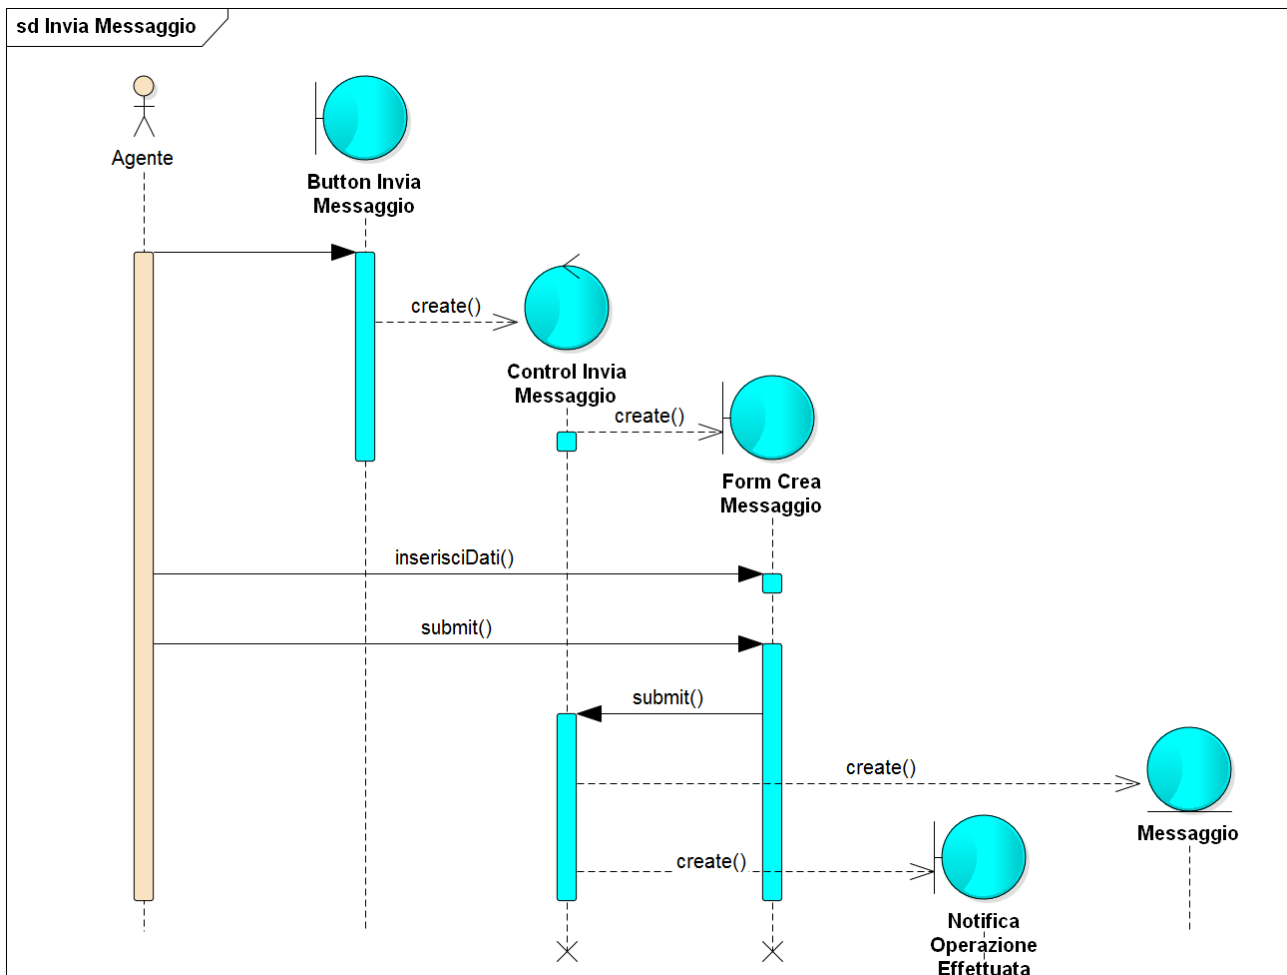 sd Invia Messaggio
Agente
Button Invia
Messaggio
create()
Control Invia
Messaggio
create()
Form Crea
Messaggio
inserisciDati()
submit()
submit()
create()
Messaggio
create()
Notifica
Operazione
Effettuata